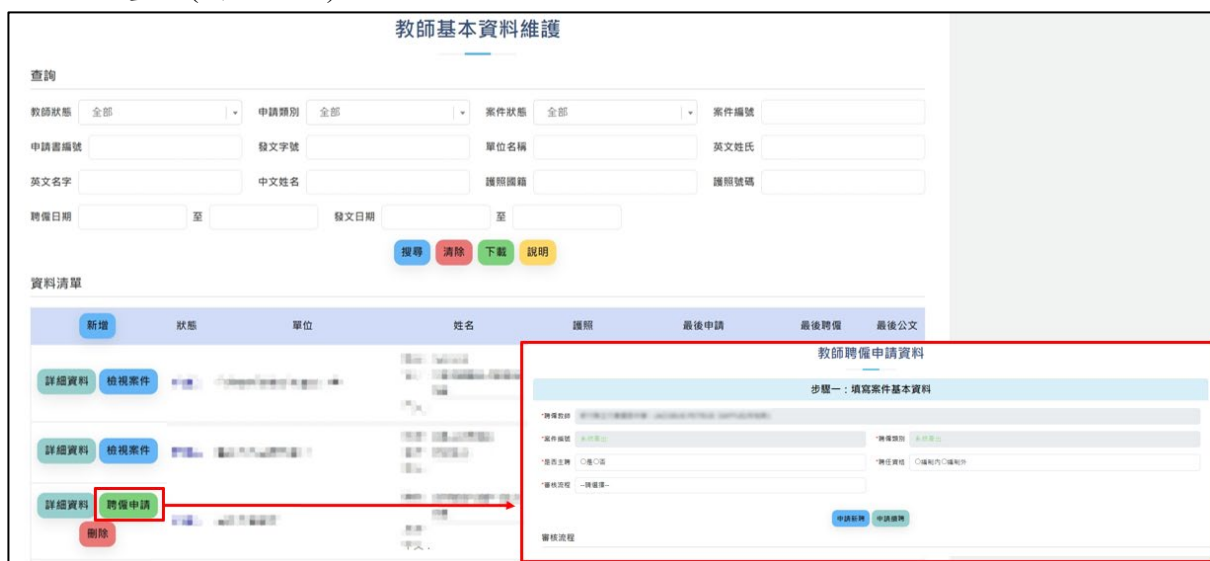 教師基本資料維護
查詢
教師狀態 全部 申請類別 全部 案件狀態 全部 案件編號
申請書編號 發文字號 單位名稱 英文姓氏
英文名字 中文姓名 護照國籍 護照號碼
聘僱日期 至 發文日期 至
搜尋 清除 下載 說明
資料清單
新增 狀態 單位 姓名 護照 最後申請 最後聘僱 最後公文
詳細資料 檢視案件
詳細資料 檢視案件
詳細資料 聘僱申請
刪除
教師聘僱申請資料
步驟一：填寫案件基本資料
*聘僱教師
*案件編號 *聘僱類別
*是否主聘 ○是○否 *聘任資格 ○編制內○編制外
*審核流程 --請選擇--
申請新聘 申請續聘
審核流程